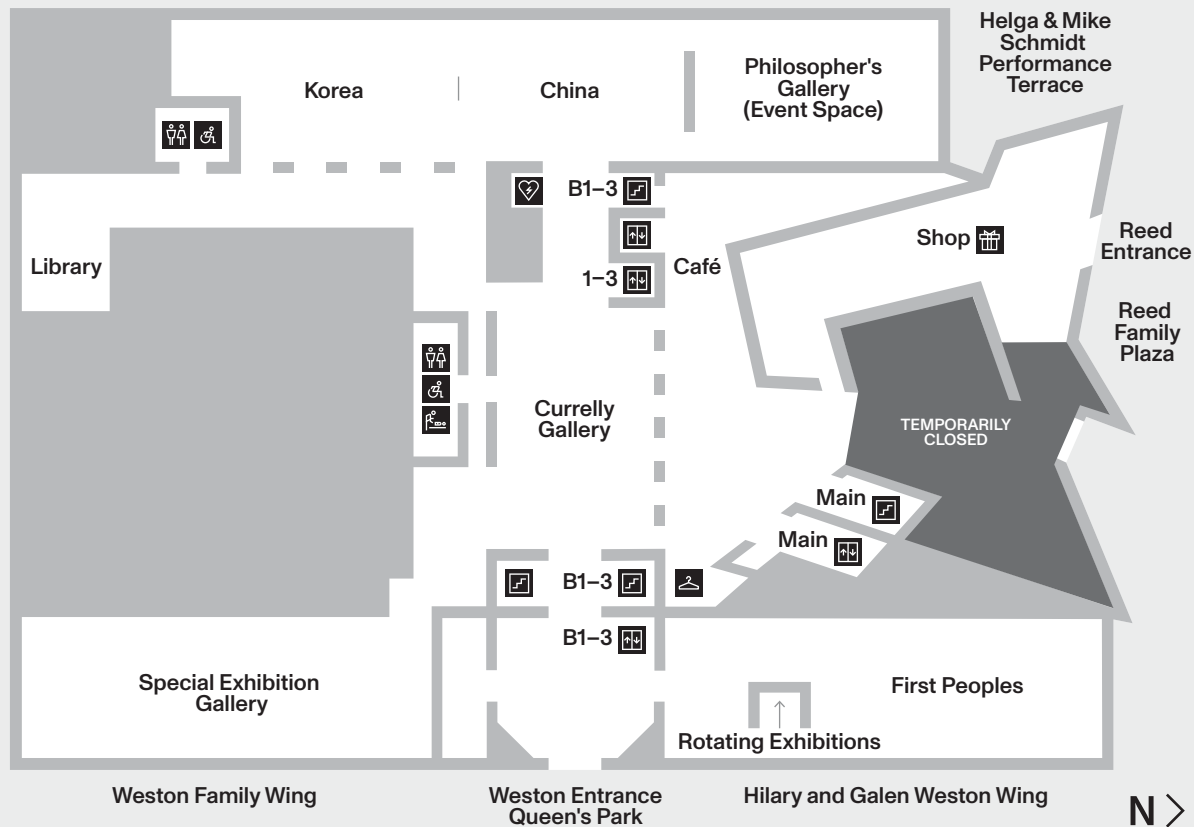 Helga & Mike
Schmidt
Performance
Terrace
Korea
China
Philosopher's
Gallery
(Event Space)
B1–3
1–3
Café
Shop
Reed
Entrance
Library
Reed
Family
Plaza
Currelly
Gallery
TEMPORARILY
CLOSED
Main
Main
B1–3
B1–3
Special Exhibition
Gallery
First Peoples
Rotating Exhibitions
Weston Family Wing
Weston Entrance
Queen's Park
Hilary and Galen Weston Wing
N